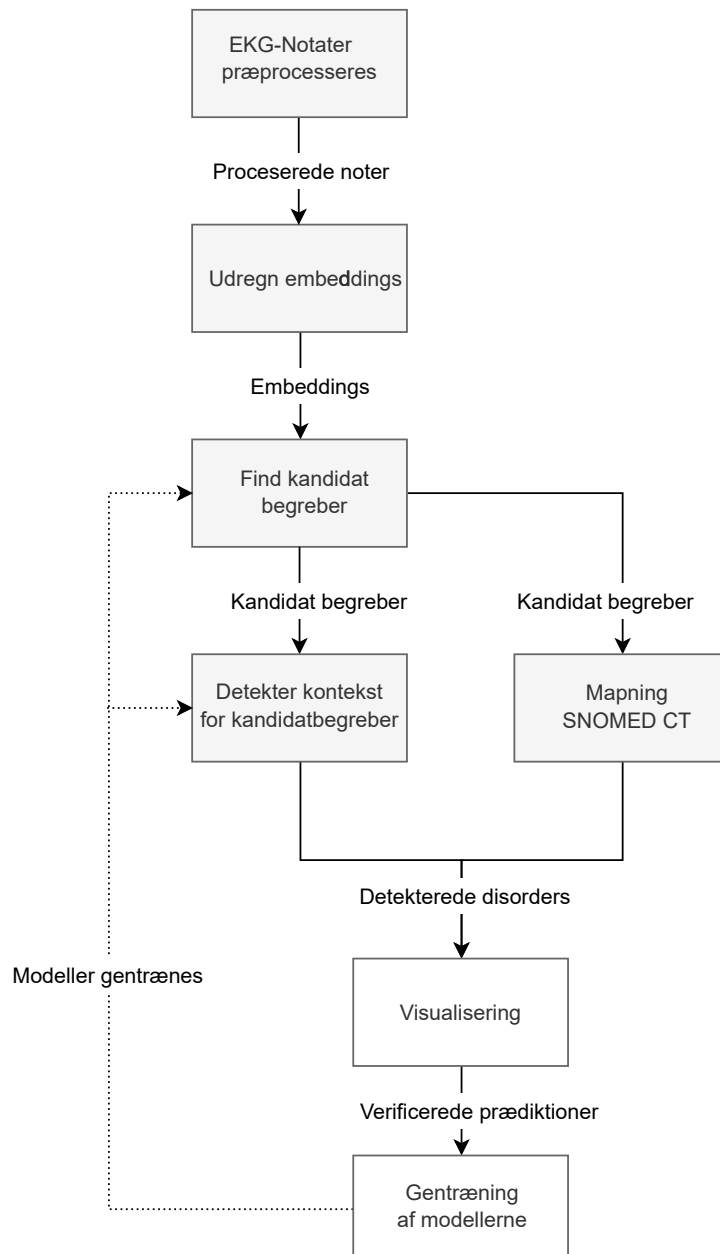 EKG-Notater
præprocesseres
Proceserede noter
Udregn embeddings
Embeddings
Find kandidat
begreber
Kandidat begreber
Kandidat begreber
Detekter kontekst
for kandidatbegreber
Mapning
SNOMED CT
Detekterede disorders
Modeller gentrænes
Visualisering
Verificerede prædiktioner
Gentræning
af modellerne